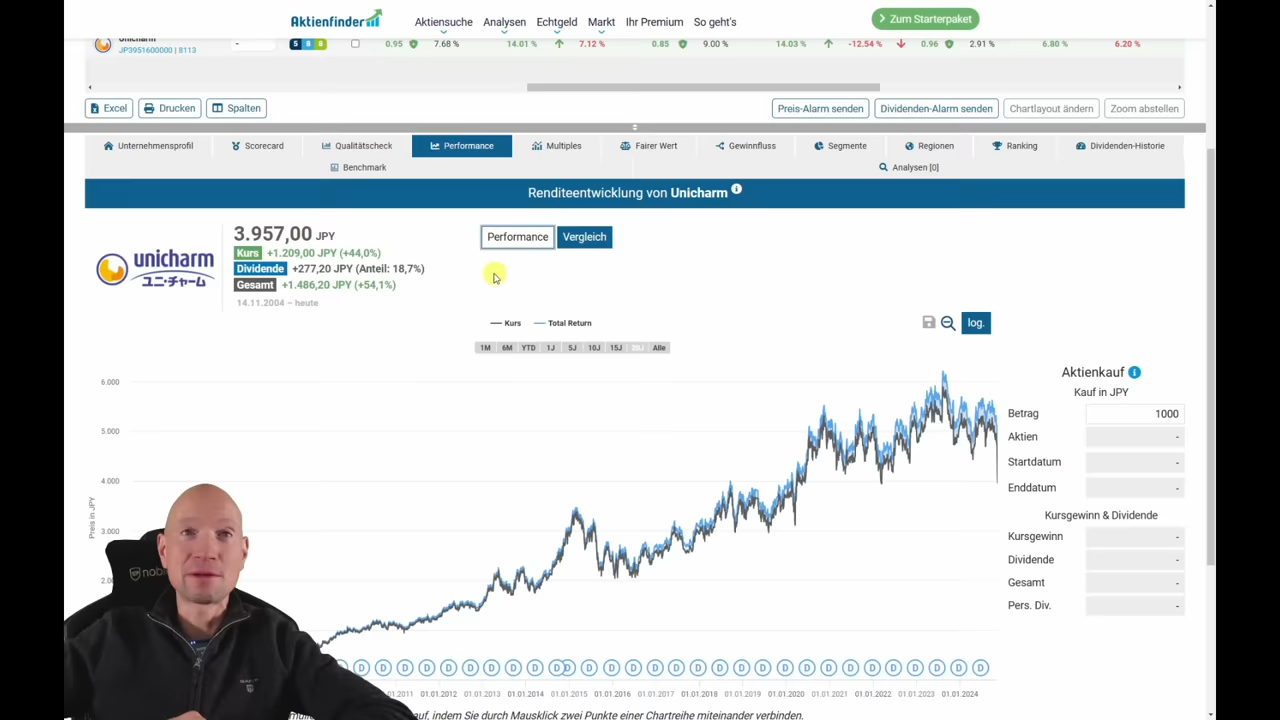 Aktienfinder
Aktiensuche Analysen Echtgeld Markt Ihr Premium So geht's
Zum Starterpaket
unicharm
JP3951600000 | 8113
- 5 8 8 0.95 7.68 % 14.01 % 7.12 % 0.85 9.00 % 14.03 % -12.54 % 0.96 2.91 % 6.80 % 6.20 %
Excel Drucken Spalten Preis-Alarm senden Dividenden-Alarm senden Chartlayout ändern Zoom abstellen
Unternehmensprofil Scorecard Qualitätscheck Performance Multiples Fairer Wert Gewinnfluss Segmente Regionen Ranking Dividenden-Historie
Benchmark Analysen [0]
Renditeentwicklung von Unicharm
unicharm
ユニ・チャーム
3.957,00 JPY
Kurs +1.209,00 JPY (+44,0%)
Dividende +277,20 JPY (Anteil: 18,7%)
Gesamt +1.486,20 JPY (+54,1%)
14.11.2004 – heute
Performance Vergleich
Kurs Total Return
log.
1M 6M YTD 1J 5J 10J 15J 20J Alle
Preis in JPY
6.000
5.000
4.000
3.000
2.00
D D D D D D D D D D D D D D D D D D D D D D D D D D D D D D
01.2011 01.01.2012 01.01.2013 01.01.2014 01.01.2015 01.01.2016 01.01.2017 01.01.2018 01.01.2019 01.01.2020 01.01.2021 01.01.2022 01.01.2023 01.01.2024
Aktienkauf
Kauf in JPY
Betrag 1000
Aktien -
Startdatum -
Enddatum -
Kursgewinn & Dividende
Kursgewinn -
Dividende -
Gesamt -
Pers. Div. -
auf, indem Sie durch Mausklick zwei Punkte einer Chartreihe miteinander verbinden.